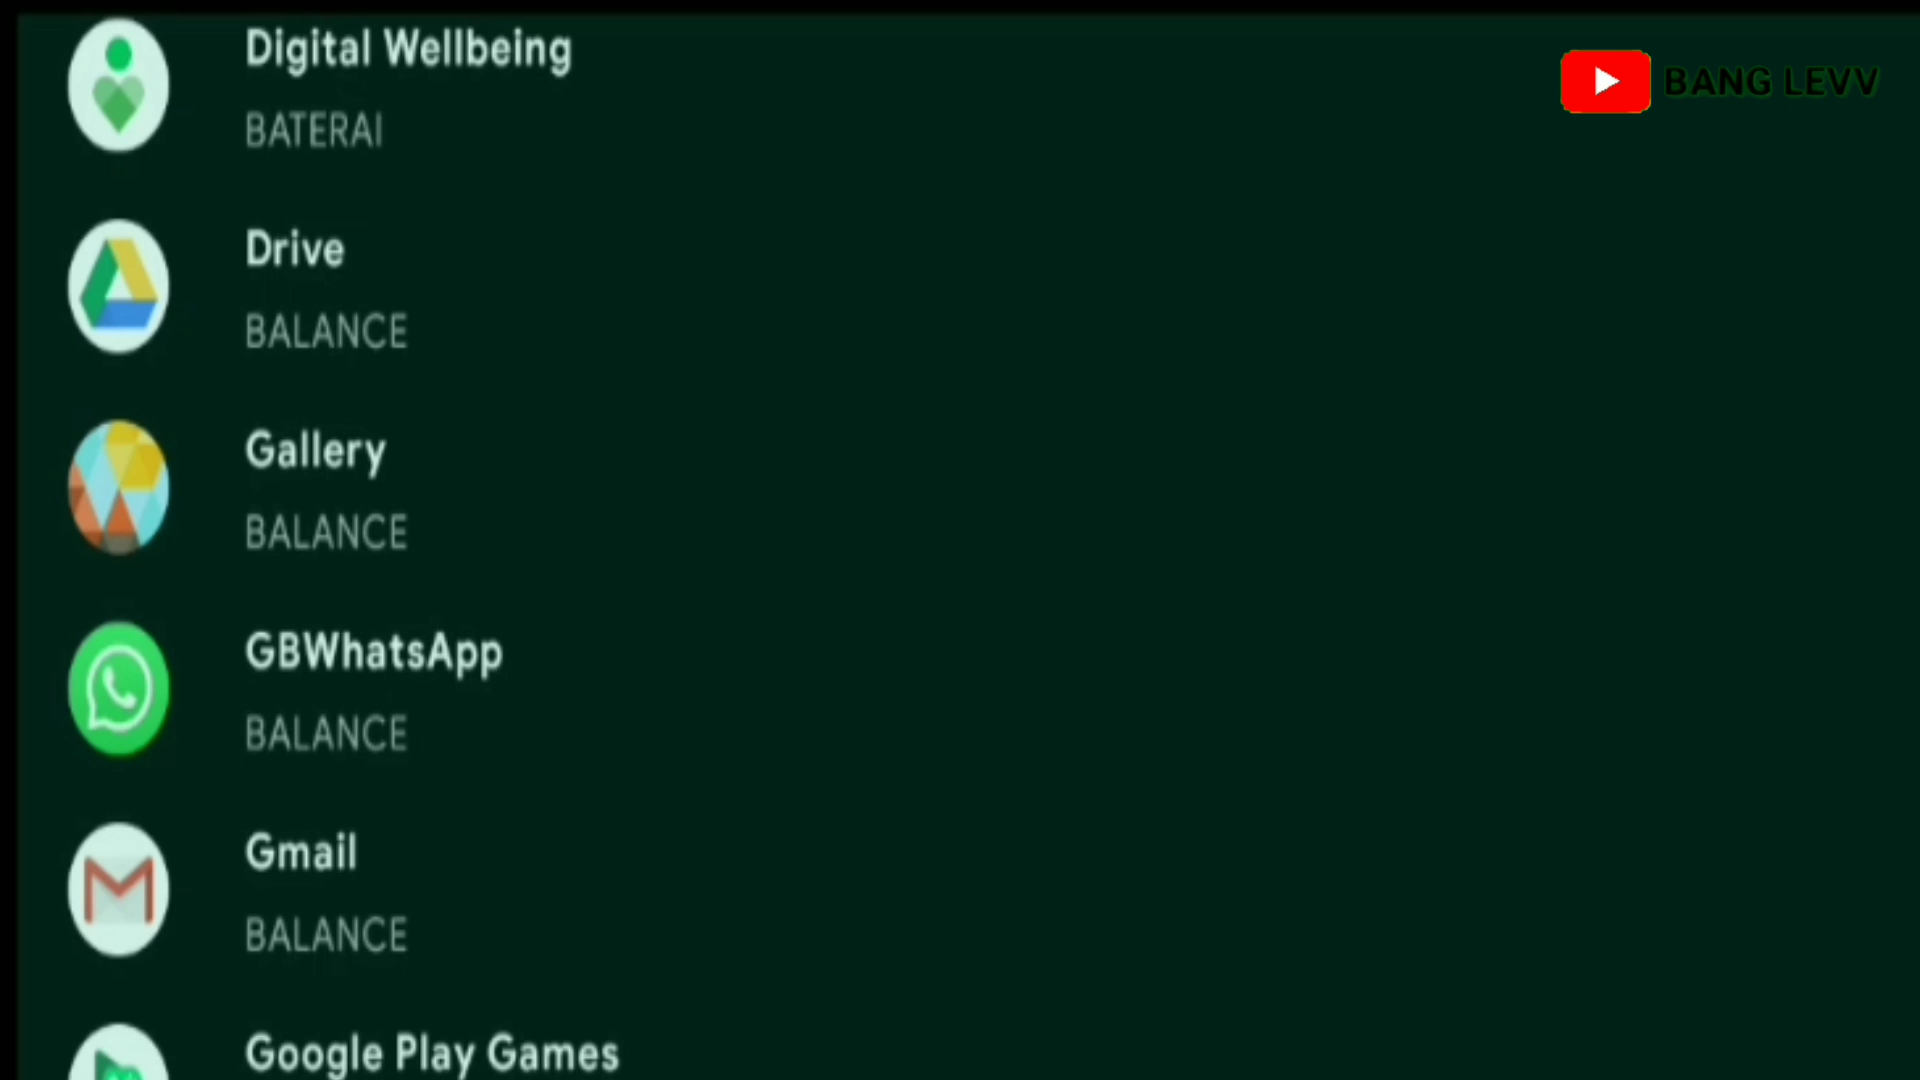 Digital Wellbeing
BATERAI
BANG LEVV
Drive
BALANCE
Gallery
BALANCE
GBWhatsApp
BALANCE
Gmail
BALANCE
Google Play Games